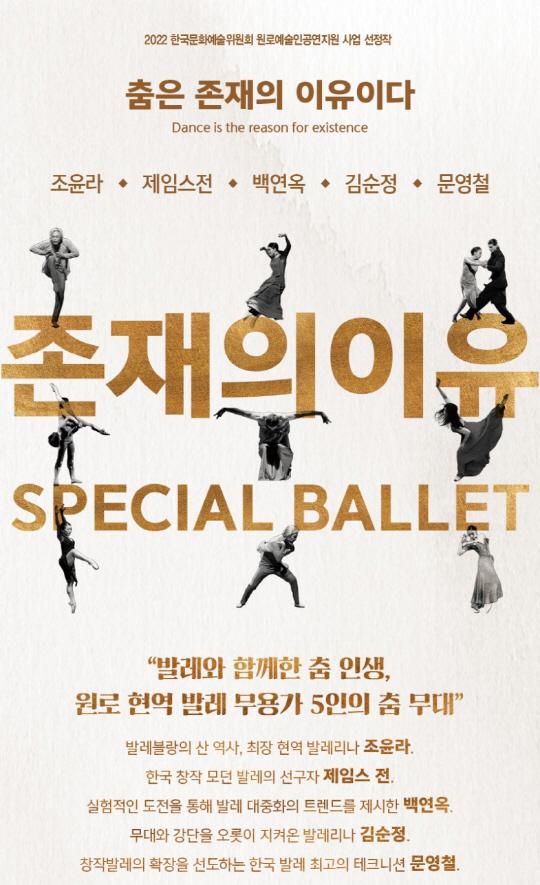 2022 한국문화예술위원회 원로예술인공연지원 사업 선정작
춤은 존재의 이유이다
Dance is the reason for existence
조윤라 ◆ 제임스전 ◆ 백연옥 ◆ 김순정 ◆ 문영철
존재의이유
SPECIAL BALLET
“발레와 함께한 춤 인생,
원로 현역 발레 무용가 5인의 춤 무대”
발레블랑의 산 역사, 최장 현역 발레리나 조윤라.
한국 창작 모던 발레의 선구자 제임스 전.
실험적인 도전을 통해 발레 대중화의 트렌드를 제시한 백연옥.
무대와 강단을 오롯이 지켜온 발레리나 김순정.
창작발레의 확장을 선도하는 한국 발레 최고의 테크니션 문영철.